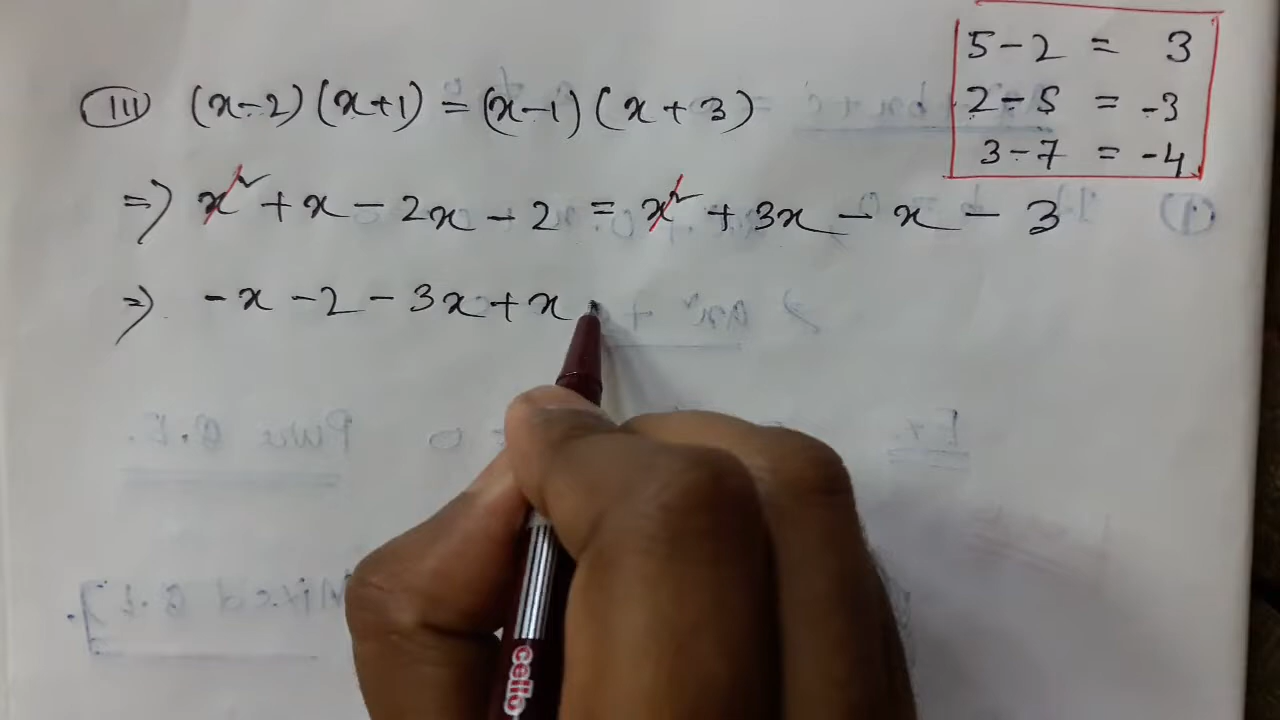 (III) (x-2)(x+1) = (x-1)(x+3)
=> x² + x - 2x - 2 = x² + 3x - x - 3
=> -x - 2 - 3x + x
5 - 2 = 3
2 - 5 = -3
3 - 7 = -4
cello